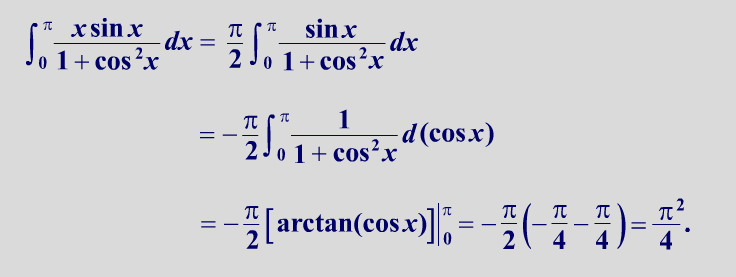 ∫₀^π (x sin x)/(1 + cos²x) dx = π/2 ∫₀^π (sin x)/(1 + cos²x) dx
= −π/2 ∫₀^π 1/(1 + cos²x) d(cos x)
= −π/2 [arctan(cos x)]|₀^π = −π/2 (−π/4 − π/4) = π²/4.